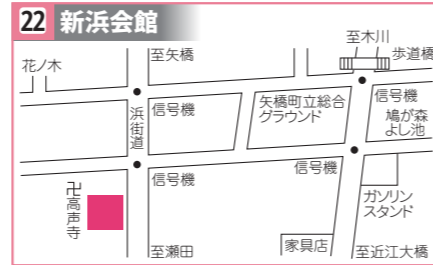 22 新浜会館
至木川
至矢橋
歩道橋
花ノ木
信号機
矢橋町立総合
グラウンド
信号機
鳩が森
よし池
浜街道
信号機
信号機
卍高声寺
ガソリン
スタンド
至瀬田
家具店
至近江大橋